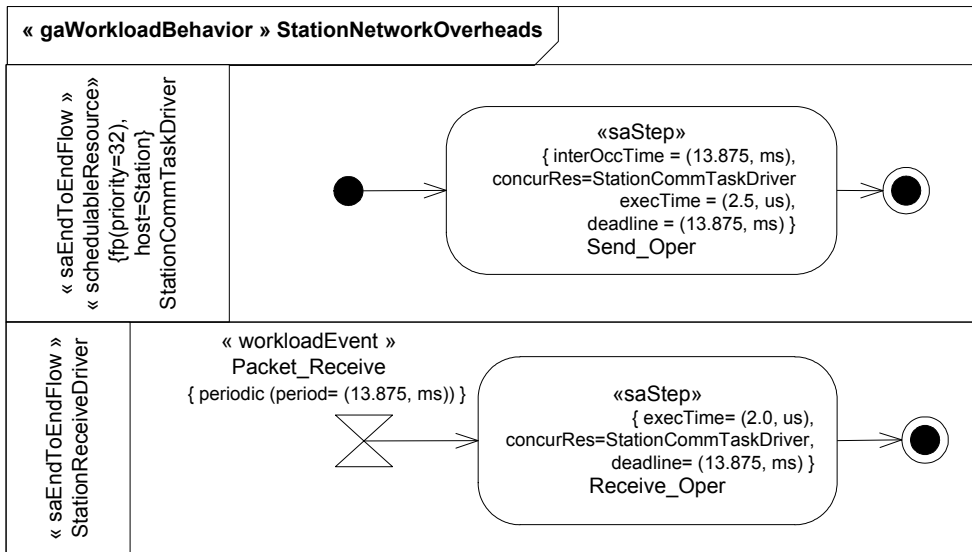 « gaWorkloadBehavior » StationNetworkOverheads
« saEndToEndFlow »
« schedulableResource»
{fp(priority=32),
host=Station}
StationCommTaskDriver
«saStep»
{ interOccTime = (13.875, ms),
concurRes=StationCommTaskDriver
execTime = (2.5, us),
deadline = (13.875, ms) }
Send_Oper
« saEndToEndFlow »
StationReceiveDriver
« workloadEvent »
Packet_Receive
{ periodic (period= (13.875, ms)) }
«saStep»
{ execTime= (2.0, us),
concurRes=StationCommTaskDriver,
deadline= (13.875, ms) }
Receive_Oper